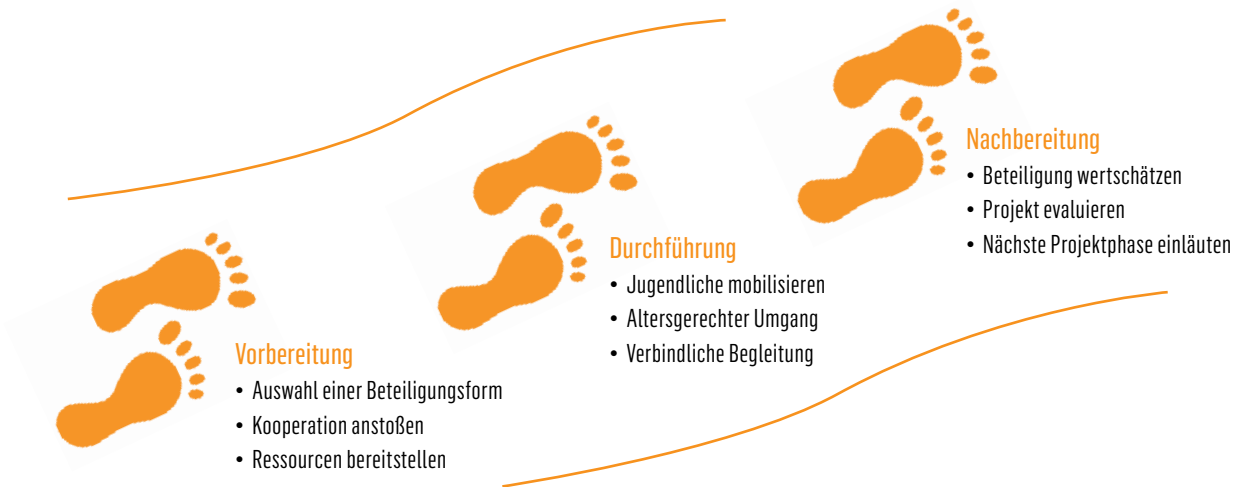 Vorbereitung
• Auswahl einer Beteiligungsform
• Kooperation anstoßen
• Ressourcen bereitstellen
Durchführung
• Jugendliche mobilisieren
• Altersgerechter Umgang
• Verbindliche Begleitung
Nachbereitung
• Beteiligung wertschätzen
• Projekt evaluieren
• Nächste Projektphase einläuten